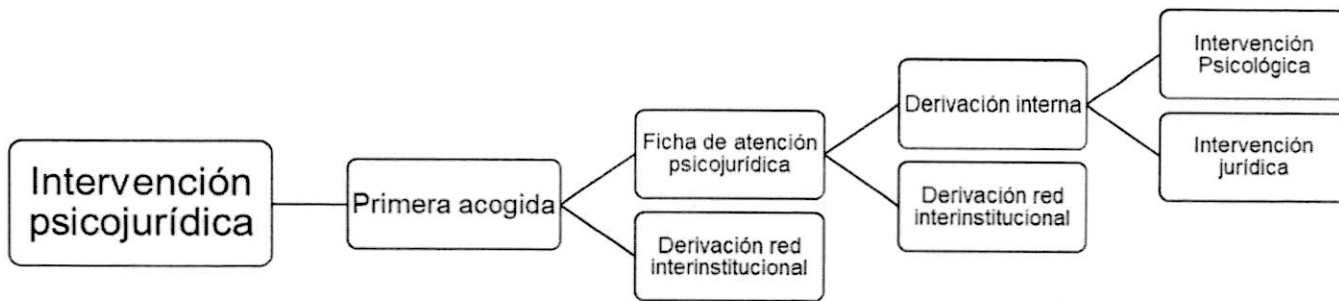 Intervención
psicojurídica
Primera acogida
Ficha de atención
psicojurídica
Derivación red
interinstitucional
Derivación interna
Derivación red
interinstitucional
Intervención
Psicológica
Intervención
jurídica